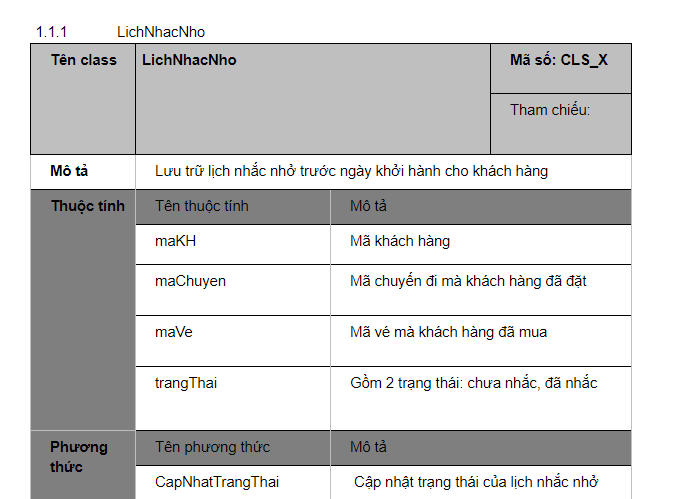 1.1.1 LichNhacNho
Tên class LichNhacNho Mã số: CLS_X
Tham chiếu:
Mô tả Lưu trữ lịch nhắc nhở trước ngày khởi hành cho khách hàng
Thuộc tính Tên thuộc tính Mô tả
maKH Mã khách hàng
maChuyen Mã chuyến đi mà khách hàng đã đặt
maVe Mã vé mà khách hàng đã mua
trangThai Gồm 2 trạng thái: chưa nhắc, đã nhắc
Phương Tên phương thức Mô tả
thức
CapNhatTrangThai Cập nhật trạng thái của lịch nhắc nhở